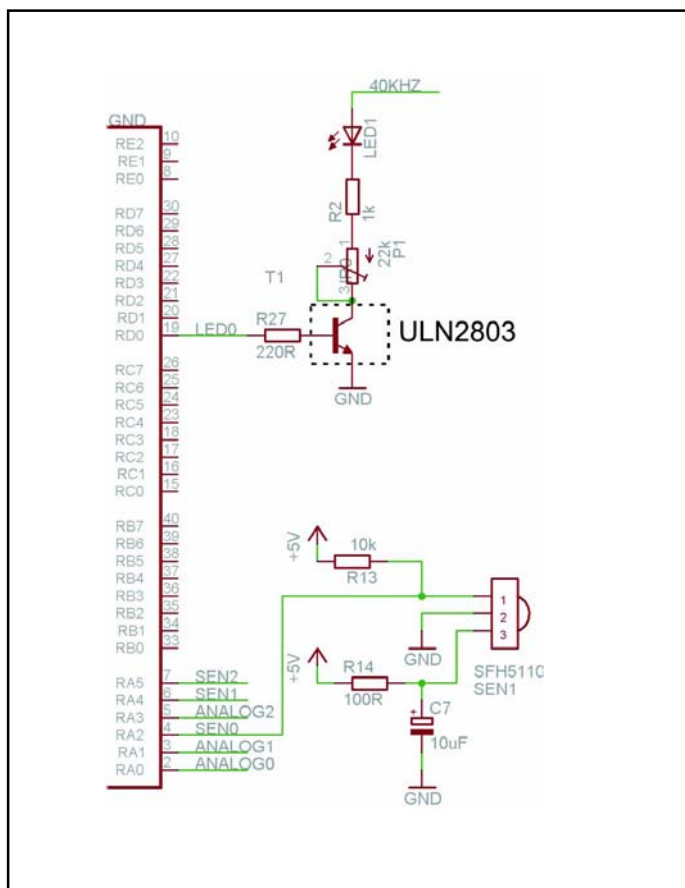 40KHZ
GND
RE2 10
RE1 9
RE0 8
LED1
R2
1k
RD7 30
RD6 29
RD5 28
RD4 27
RD3 22
RD2 21
RD1 20
RD0 19
LED0
T1
1
2
3
22k
P1
R27
220R
ULN2803
GND
RC7 26
RC6 25
RC5 24
RC4 23
RC3 18
RC2 17
RC1 16
RC0 15
RB7 40
RB6 39
RB5 38
RB4 37
RB3 36
RB2 35
RB1 34
RB0 33
+5V
10k
R13
1
2
3
GND
SFH5110
SEN1
+5V
R14
100R
C7
+
10uF
GND
RA5 7 SEN2
RA4 6 SEN1
RA3 5 ANALOG2
RA2 4 SEN0
RA1 3 ANALOG1
RA0 2 ANALOG0